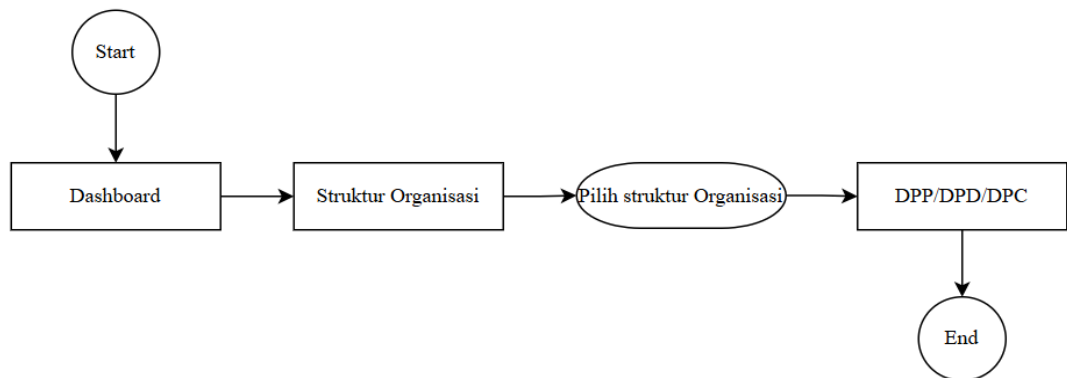 Start
Dashboard
Struktur Organisasi
Pilih struktur Organisasi
DPP/DPD/DPC
End